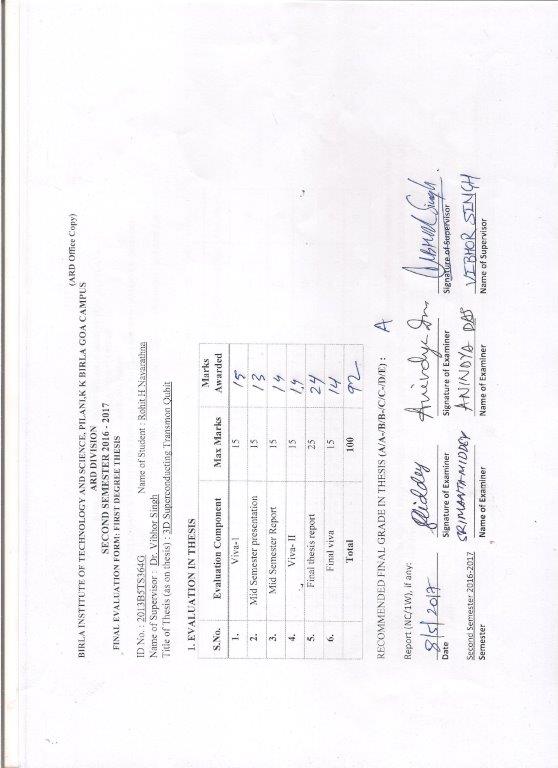 (ARD Office Copy)
BIRLA INSTITUTE OF TECHNOLOGY AND SCIENCE, PILANI,K K BIRLA GOA CAMPUS
ARD DIVISION
SECOND SEMESTER 2016 - 2017
FINAL EVALUATION FORM: FIRST DEGREE THESIS
ID No. : 2013B5TS364G Name of Student : Rohit H Navarathna
Name of Supervisor : Dr. Vibhor Singh
Title of Thesis (as on thesis) : 3D Superconducting Transmon Qubit
1. EVALUATION IN THESIS
S.No. Evaluation Component Max Marks Marks Awarded
1. Viva-1 15 15
2. Mid Semester presentation 15 13
3. Mid Semester Report 15 14
4. Viva- II 15 14
5. Final thesis report 25 24
6. Final viva 15 14
Total 100 92
RECOMMENDED FINAL GRADE IN THESIS (A/A-/B/B-/C/C-/D/E) : A
Report (NC/1W), if any:
8/5/2017
Date Signature of Examiner Signature of Examiner Signature of Supervisor
SRIMANTA MIDDEY ANINDYA DAS VIBHOR SINGH
Second Semester 2016-2017
Semester Name of Examiner Name of Examiner Name of Supervisor